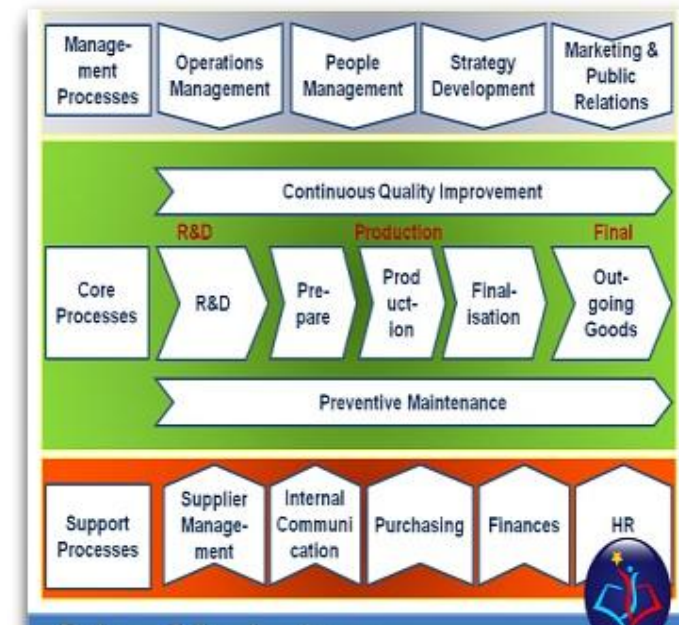 Manage-
ment
Processes
Operations
Management
People
Management
Strategy
Development
Marketing &
Public
Relations
Continuous Quality Improvement
R&D
Production
Final
Core
Processes
R&D
Pre-
pare
Prod
uct-
ion
Final-
isation
Out-
going
Goods
Preventive Maintenance
Support
Processes
Supplier
Manage-
ment
Internal
Communi
cation
Purchasing
Finances
HR